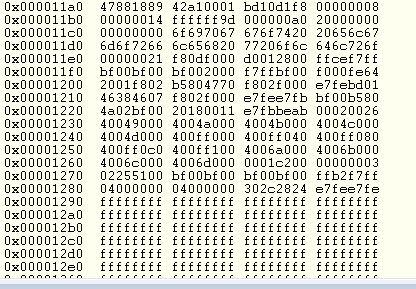 0x000011a0 47881889 42a10001 bd10d1f8 00000008
0x000011b0 00000014 ffffff9d 000000a0 20000000
0x000011c0 0000000e 6f697067 676f7420 20656c67
0x000011d0 6d6f7266 6c656820 77206f6c 646c726f
0x000011e0 00000021 f80df000 d0012800 ffcef7ff
0x000011f0 bf00bf00 bf002000 f7ffbf00 f000fe64
0x00001200 2001f802 b5804770 f802f000 e7febd01
0x00001210 46384607 f802f000 e7fee7fb bf00b580
0x00001220 4a02bf00 20180011 e7fbbeab 00020026
0x00001230 40049000 4004a000 4004b000 4004c000
0x00001240 4004d000 400ff000 400ff040 400ff080
0x00001250 400ff0c0 400ff100 4006a000 4006b000
0x00001260 4006c000 4006d000 0001c200 00000003
0x00001270 02255100 bf00bf00 bf00bf00 ffb2f7ff
0x00001280 04000000 04000000 302c2824 e7fee7fe
0x00001290 ffffffff ffffffff ffffffff ffffffff
0x000012a0 ffffffff ffffffff ffffffff ffffffff
0x000012b0 ffffffff ffffffff ffffffff ffffffff
0x000012c0 ffffffff ffffffff ffffffff ffffffff
0x000012d0 ffffffff ffffffff ffffffff ffffffff
0x000012e0 ffffffff ffffffff ffffffff ffffffff